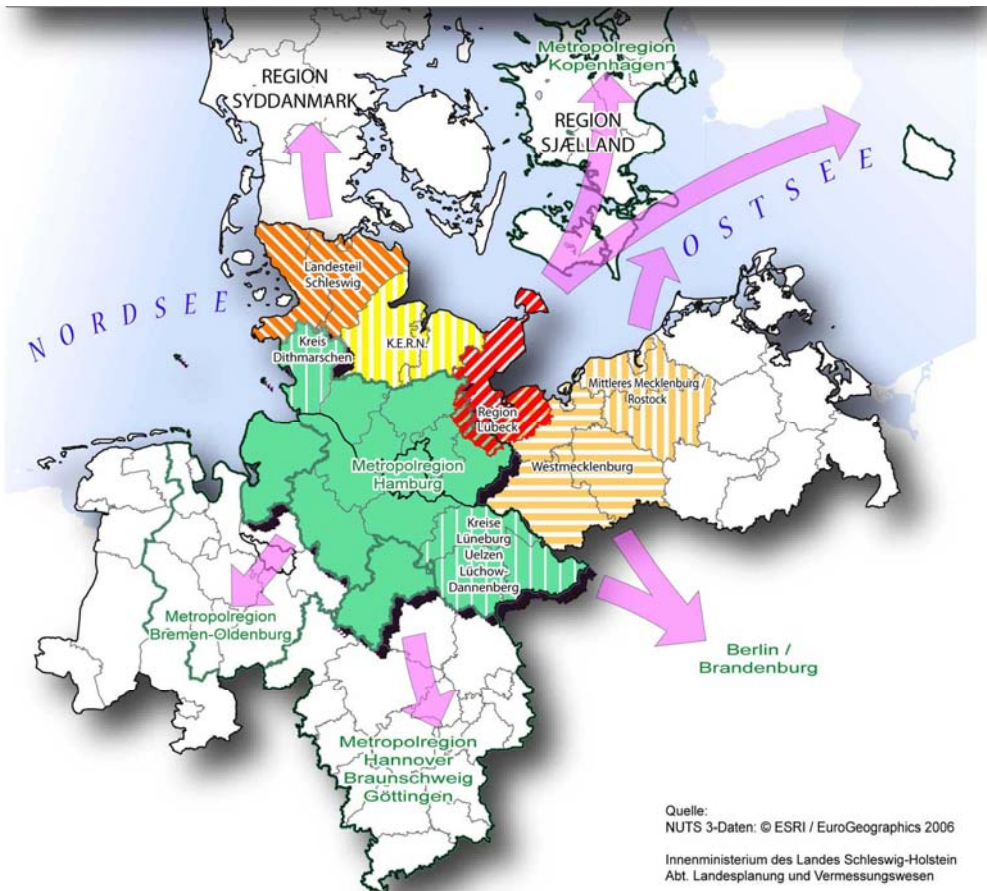 Metropolregion
Kopenhagen
REGION
SYDDANMARK
REGION
SJÆLLAND
OSTSEE
NORDSEE
Landesteil
Schleswig
Kreis
Dithmarschen
K.E.R.N.
Mittleres Mecklenburg /
Rostock
Region
Lübeck
Westmecklenburg
Metropolregion
Hamburg
Kreise
Lüneburg
Uelzen
Lüchow-
Dannenberg
Metropolregion
Bremen-Oldenburg
Berlin /
Brandenburg
Metropolregion
Hannover
Braunschweig
Göttingen
Quelle:
NUTS 3-Daten: © ESRI / EuroGeographics 2006
Innenministerium des Landes Schleswig-Holstein
Abt. Landesplanung und Vermessungswesen